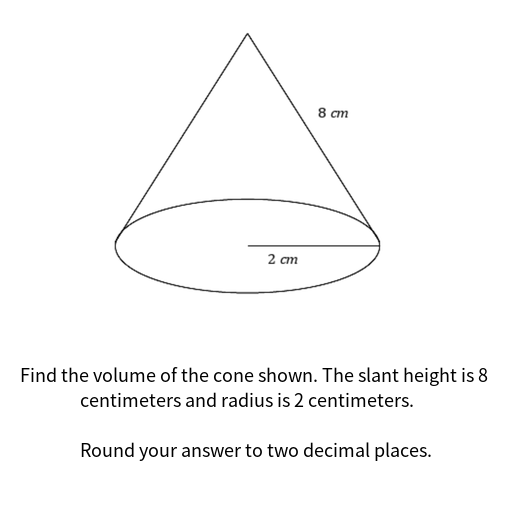 8 cm
2 cm
Find the volume of the cone shown. The slant height is 8
centimeters and radius is 2 centimeters.
Round your answer to two decimal places.